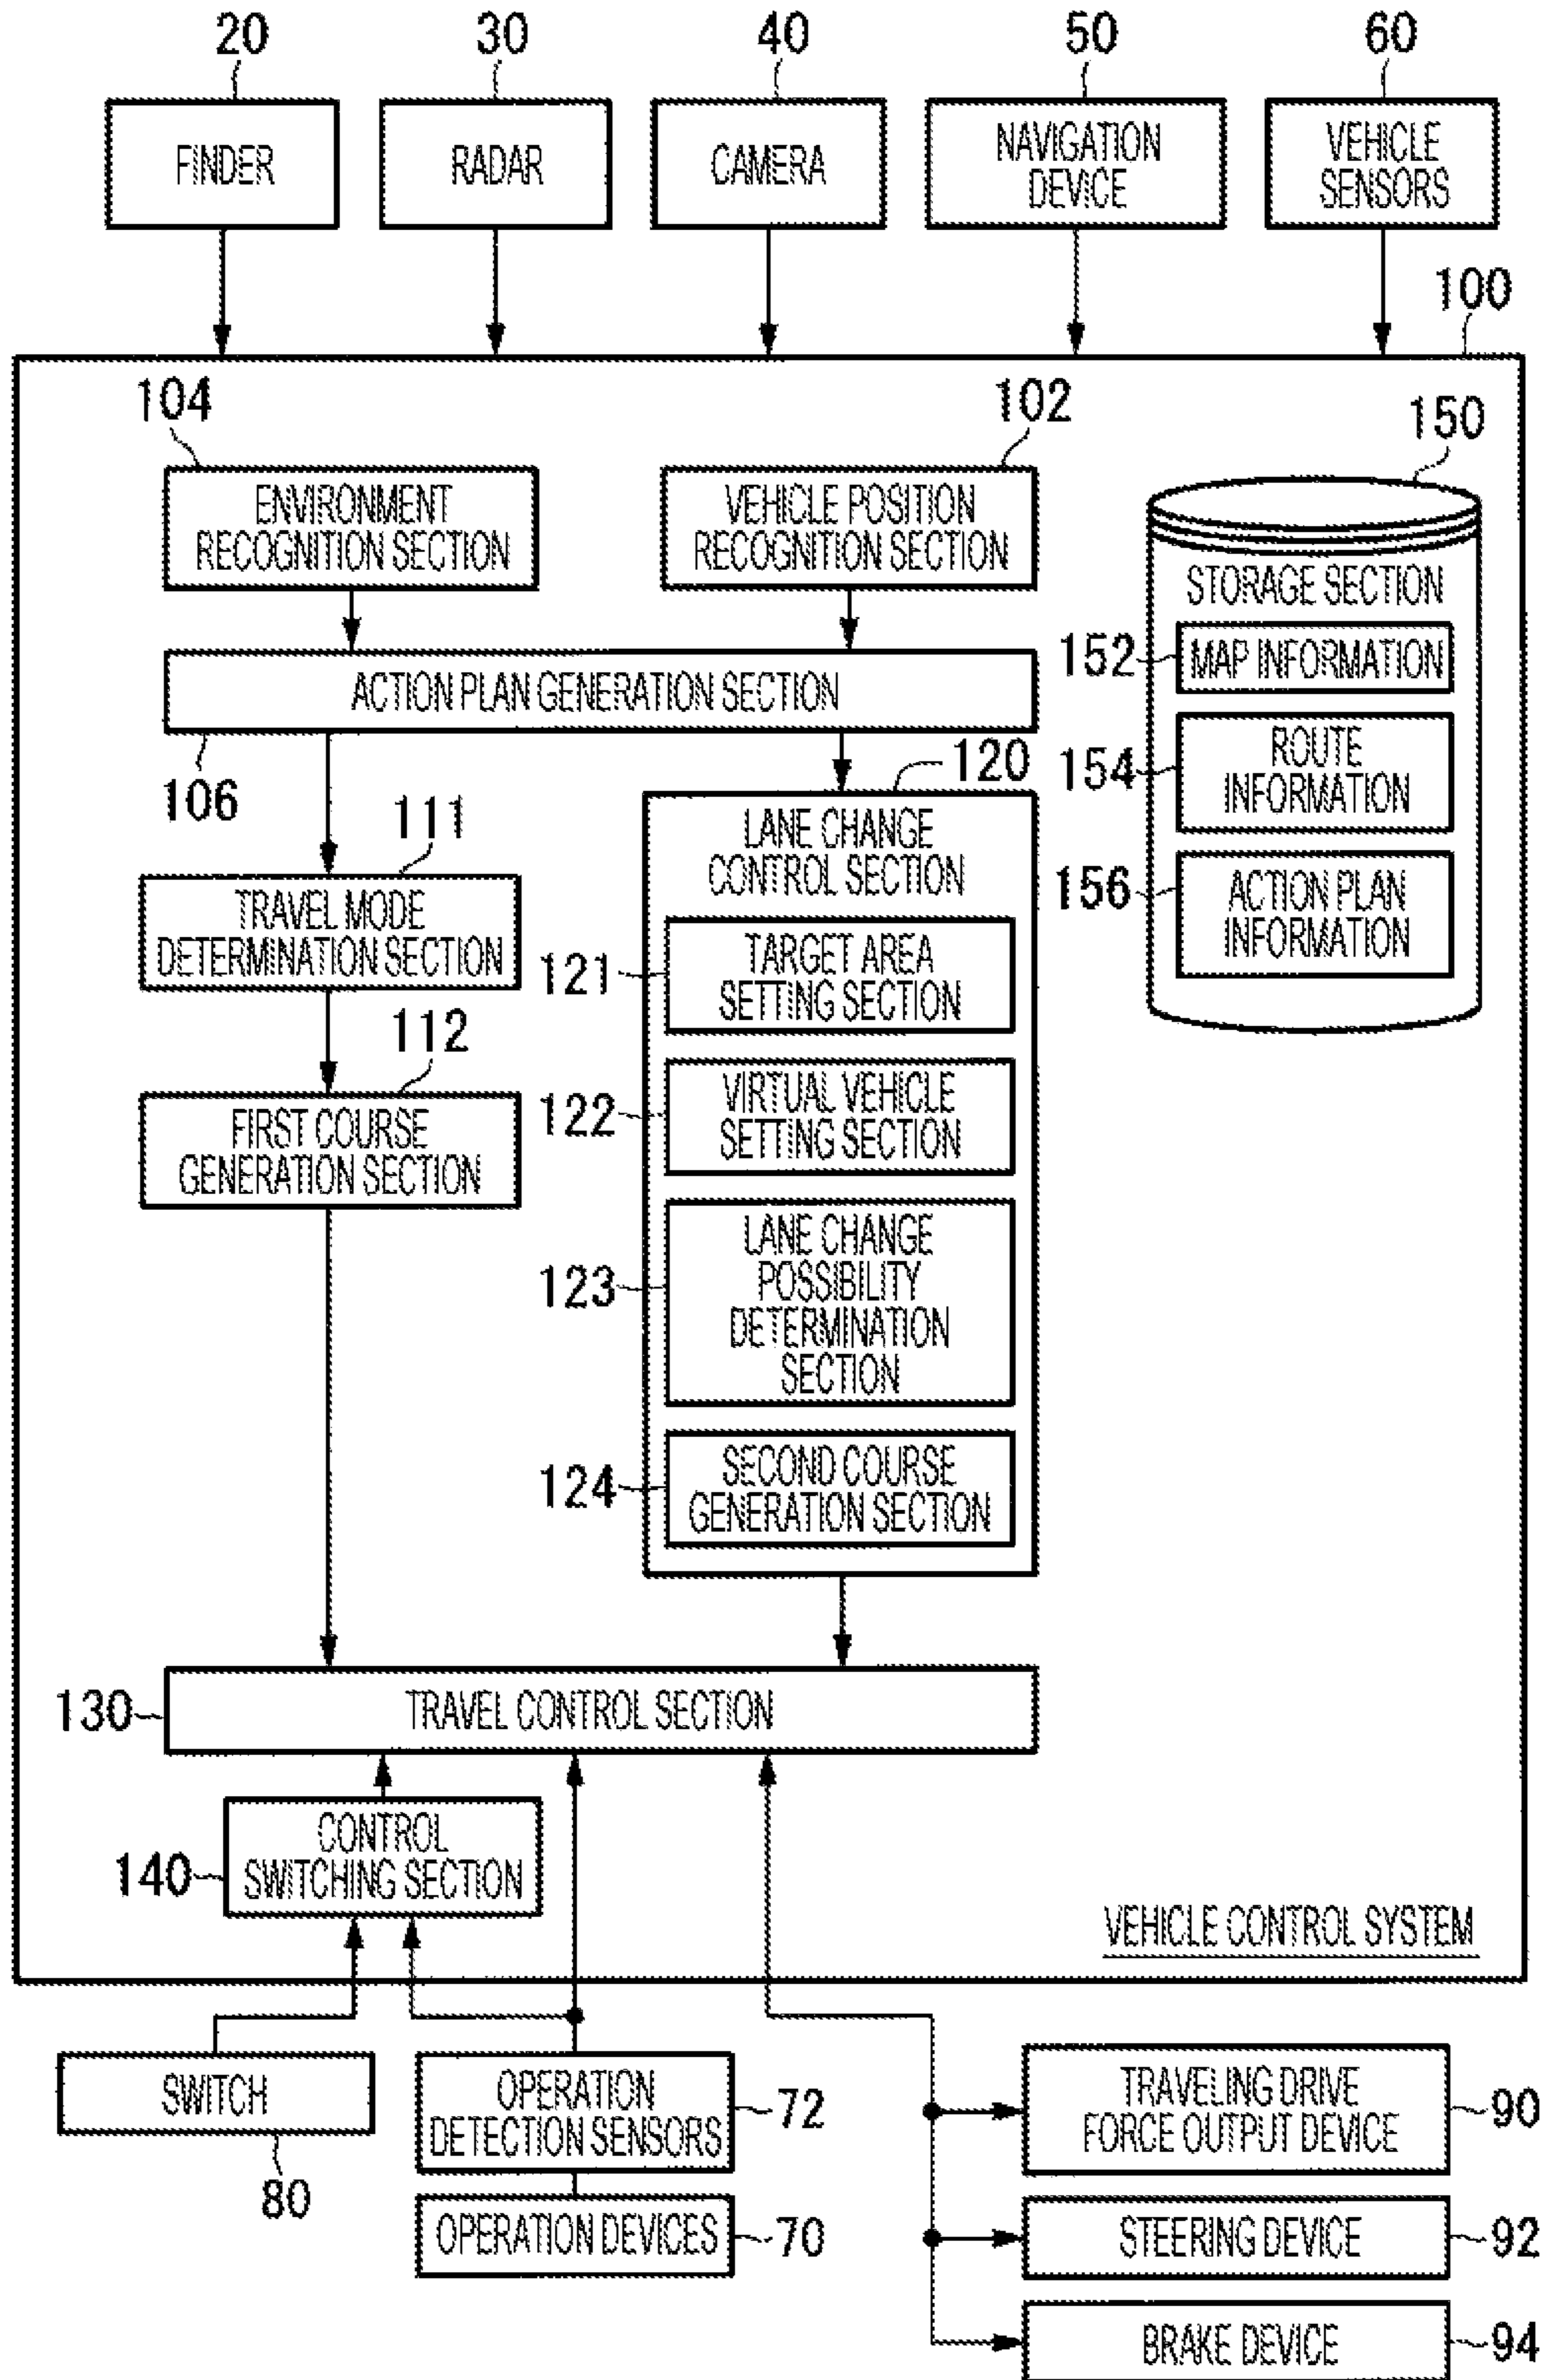 20
30
40
50
60
FINDER
RADAR
CAMERA
NAVIGATION
DEVICE
VEHICLE
SENSORS
100
104
102
150
ENVIRONMENT
RECOGNITION SECTION
VEHICLE POSITION
RECOGNITION SECTION
STORAGE SECTION
152
MAP INFORMATION
ACTION PLAN GENERATION SECTION
106
154
ROUTE
INFORMATION
120
111
LANE CHANGE
CONTROL SECTION
156
ACTION PLAN
INFORMATION
TRAVEL MODE
DETERMINATION SECTION
121
TARGET AREA
SETTING SECTION
112
FIRST COURSE
GENERATION SECTION
122
VIRTUAL VEHICLE
SETTING SECTION
123
LANE CHANGE
POSSIBILITY
DETERMINATION
SECTION
124
SECOND COURSE
GENERATION SECTION
130
TRAVEL CONTROL SECTION
140
CONTROL
SWITCHING SECTION
VEHICLE CONTROL SYSTEM
SWITCH
80
OPERATION
DETECTION SENSORS
72
OPERATION DEVICES
70
TRAVELING DRIVE
FORCE OUTPUT DEVICE
90
STEERING DEVICE
92
BRAKE DEVICE
94